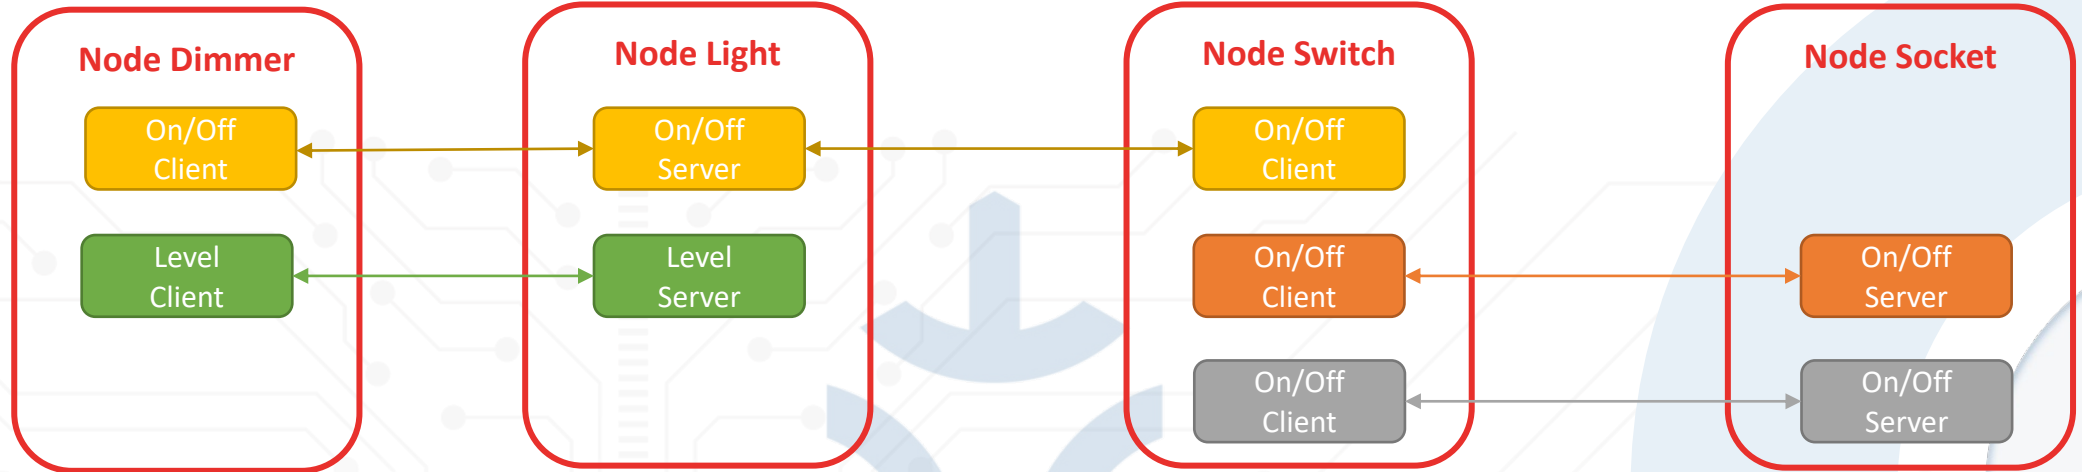 Node Dimmer
On/Off
Client
Level
Client
Node Light
On/Off
Server
Level
Server
Node Switch
On/Off
Client
On/Off
Client
On/Off
Client
Node Socket
On/Off
Server
On/Off
Server